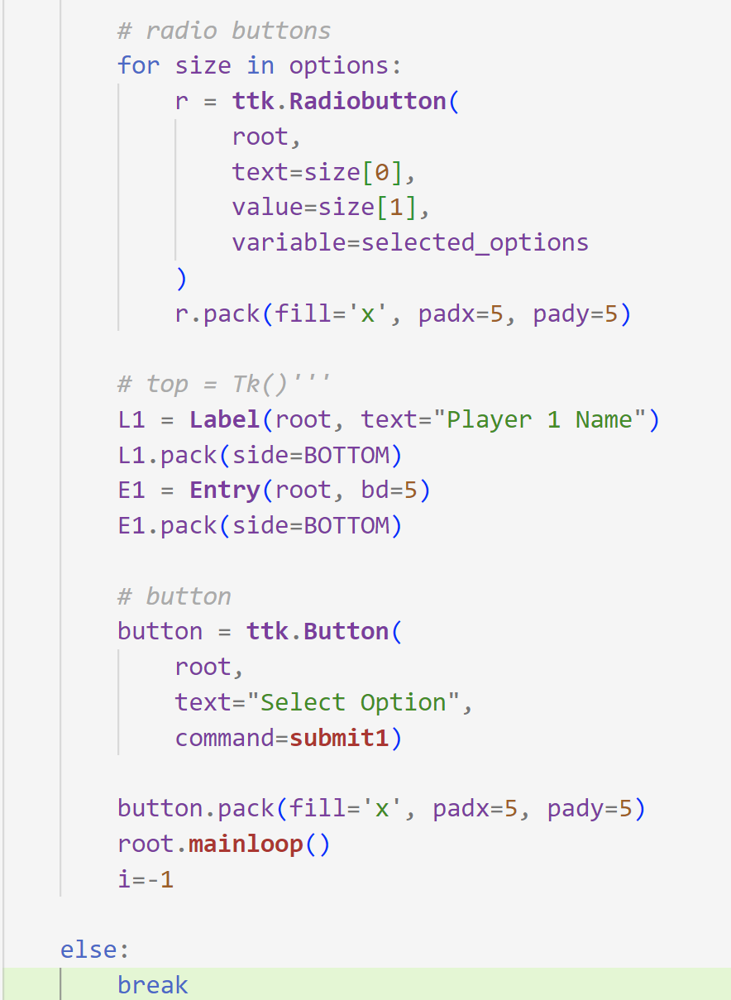 # radio buttons
for size in options:
r = ttk.Radiobutton(
root,
text=size[0],
value=size[1],
variable=selected_options
)
r.pack(fill='x', padx=5, pady=5)
# top = Tk()'''
L1 = Label(root, text="Player 1 Name")
L1.pack(side=BOTTOM)
E1 = Entry(root, bd=5)
E1.pack(side=BOTTOM)
# button
button = ttk.Button(
root,
text="Select Option",
command=submit1)
button.pack(fill='x', padx=5, pady=5)
root.mainloop()
i=-1
else:
break